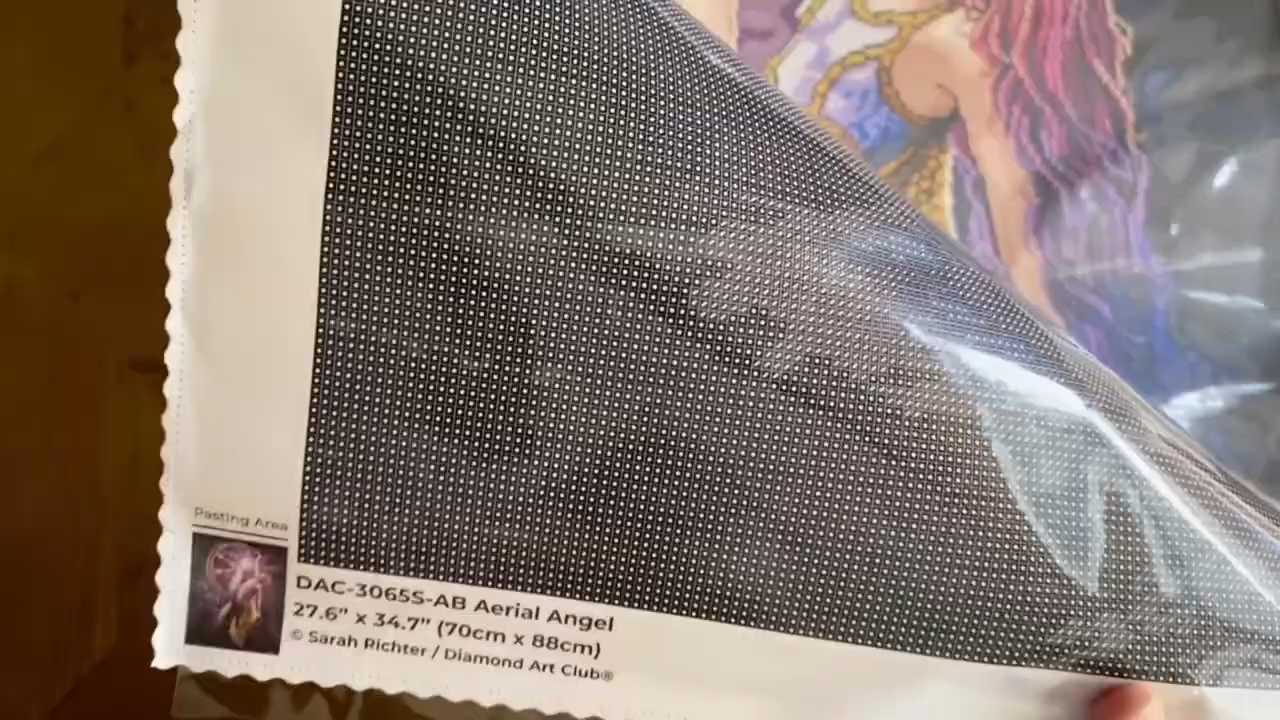 Pasting Area
DAC-3065S-AB Aerial Angel
27.6" x 34.7" (70cm x 88cm)
© Sarah Richter / Diamond Art Club®